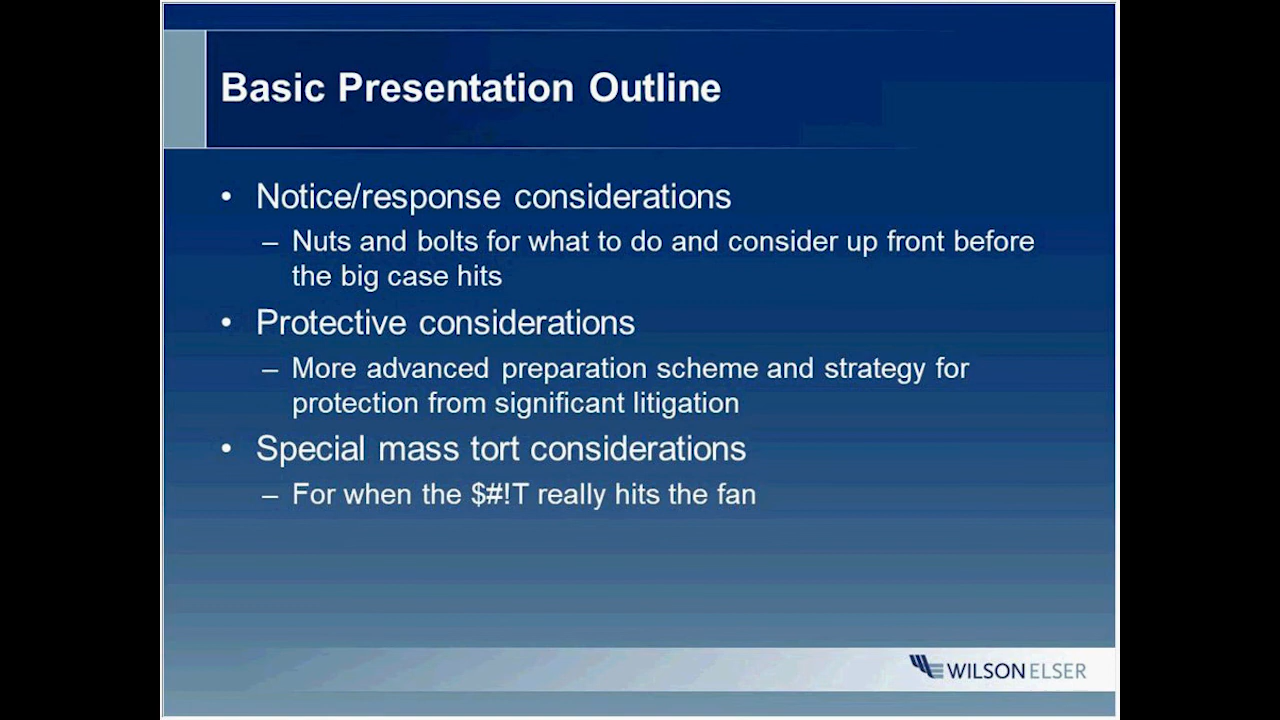 Basic Presentation Outline
• Notice/response considerations
– Nuts and bolts for what to do and consider up front before
the big case hits
• Protective considerations
– More advanced preparation scheme and strategy for
protection from significant litigation
• Special mass tort considerations
– For when the $#!T really hits the fan
WILSON ELSER